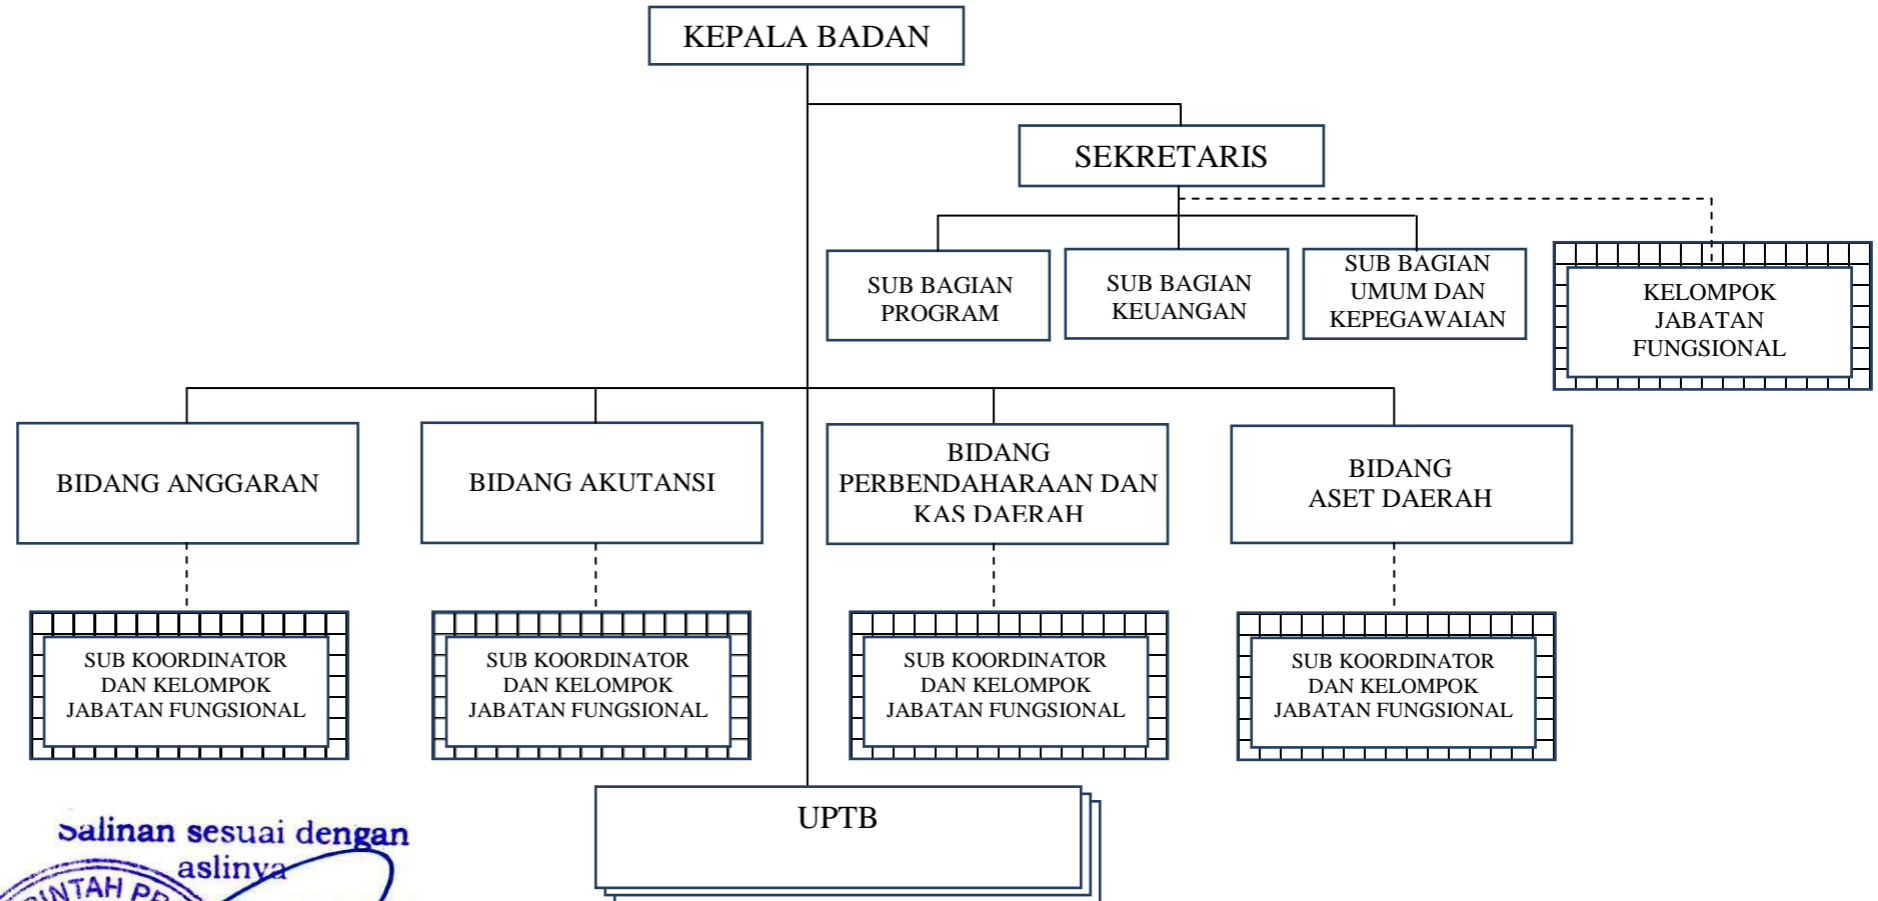 KEPALA BADAN
SEKRETARIS
SUB BAGIAN
PROGRAM
SUB BAGIAN
KEUANGAN
SUB BAGIAN
UMUM DAN
KEPEGAWAIAN
KELOMPOK
JABATAN
FUNGSIONAL
BIDANG ANGGARAN
BIDANG AKUTANSI
BIDANG
PERBENDAHARAAN DAN
KAS DAERAH
BIDANG
ASET DAERAH
SUB KOORDINATOR
DAN KELOMPOK
JABATAN FUNGSIONAL
SUB KOORDINATOR
DAN KELOMPOK
JABATAN FUNGSIONAL
SUB KOORDINATOR
DAN KELOMPOK
JABATAN FUNGSIONAL
SUB KOORDINATOR
DAN KELOMPOK
JABATAN FUNGSIONAL
UPTB
Salinan sesuai dengan
aslinya